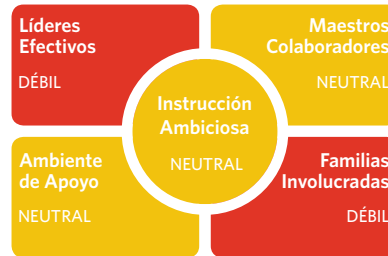 Líderes
Efectivos
DÉBIL
Maestros
Colaboradores
NEUTRAL
Instrucción
Ambiciosa
NEUTRAL
Ambiente
de Apoyo
NEUTRAL
Familias
Involucradas
DÉBIL